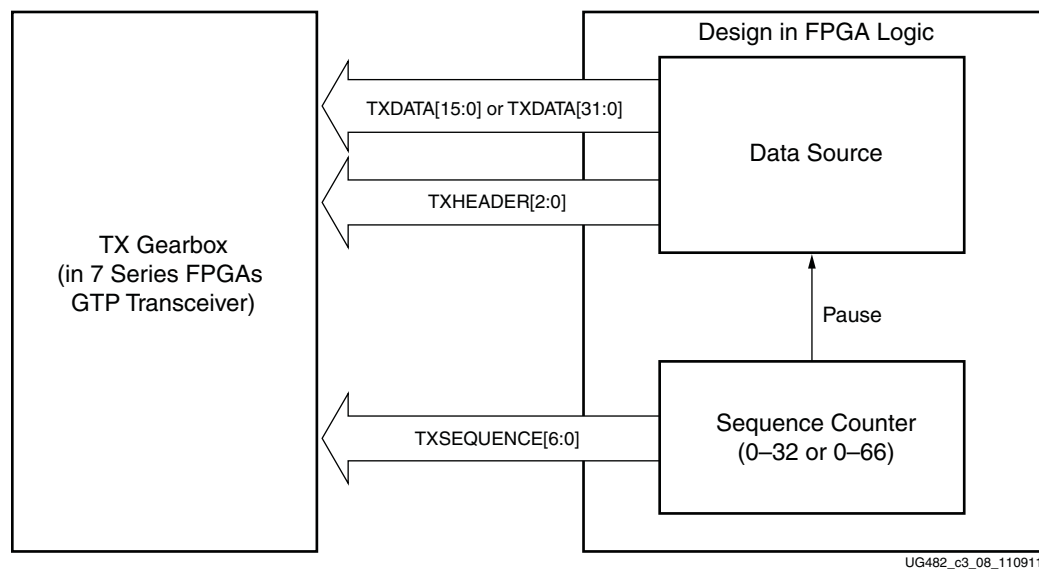 Design in FPGA Logic
TXDATA[15:0] or TXDATA[31:0]
Data Source
TXHEADER[2:0]
TX Gearbox
(in 7 Series FPGAs
GTP Transceiver)
Pause
TXSEQUENCE[6:0]
Sequence Counter
(0–32 or 0–66)
UG482_c3_08_110911